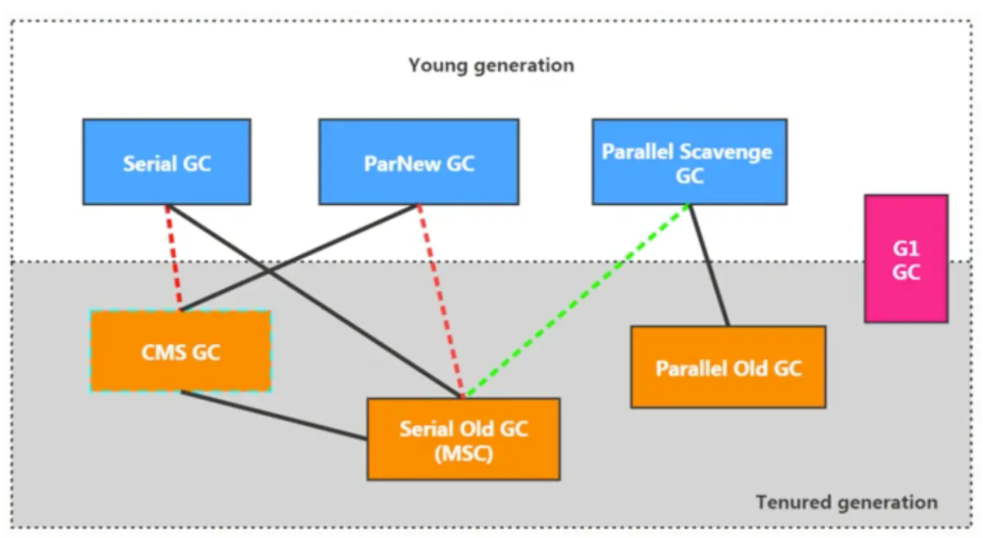 Young generation
Serial GC
ParNew GC
Parallel Scavenge
GC
G1
GC
CMS GC
Parallel Old GC
Serial Old GC
(MSC)
Tenured generation